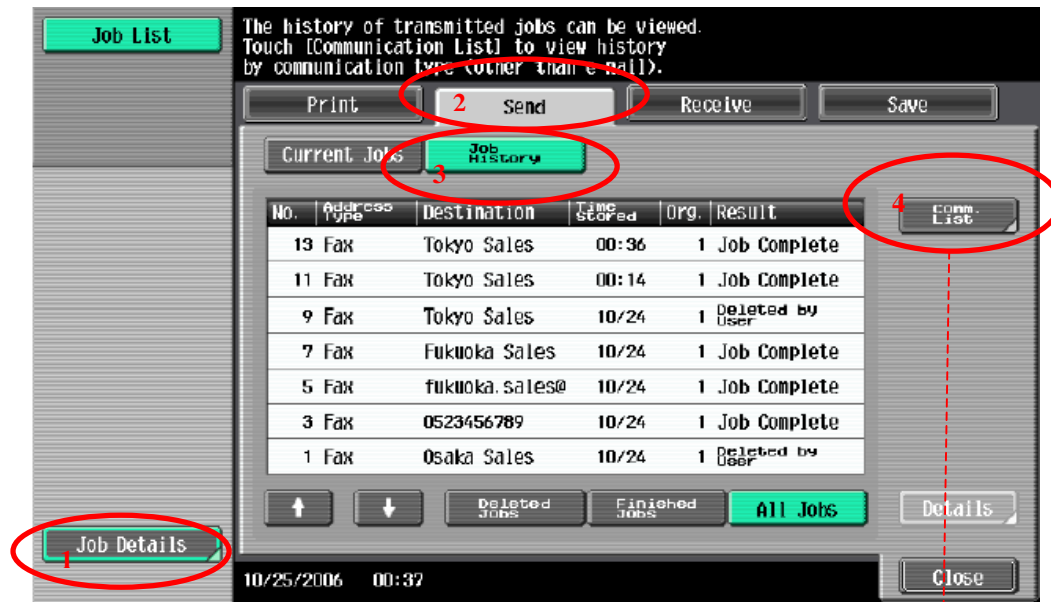 Job List
The history of transmitted jobs can be viewed.
Touch [Communication List] to view history
by communication type (other than e-mail).
Print 2 Send Receive Save
Current Jobs Job History
3
No. Address Type Destination Time Stored Org. Result
4 Comm. List
13 Fax Tokyo Sales 00:36 1 Job Complete
11 Fax Tokyo Sales 00:14 1 Job Complete
9 Fax Tokyo Sales 10/24 1 Deleted by User
7 Fax Fukuoka Sales 10/24 1 Job Complete
5 Fax fukuoka.sales@ 10/24 1 Job Complete
3 Fax 0523456789 10/24 1 Job Complete
1 Fax Osaka Sales 10/24 1 Deleted by User
Deleted Jobs Finished Jobs All Jobs Details
1 Job Details
10/25/2006 00:37 Close